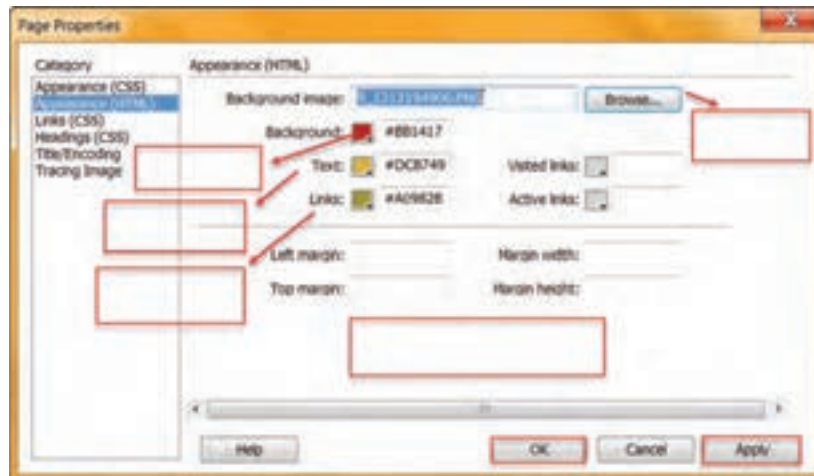 Page Properties
Category
Appearance (CSS)
Appearance (HTML)
Links (CSS)
Headings (CSS)
Title/Encoding
Tracing Image
Appearance (HTML)
Background image:
Browse...
Background: #BB1417
Text: #DCB749 Visited links:
Links: #A09828 Active links:
Left margin: Margin width:
Top margin: Margin height:
Help OK Cancel Apply